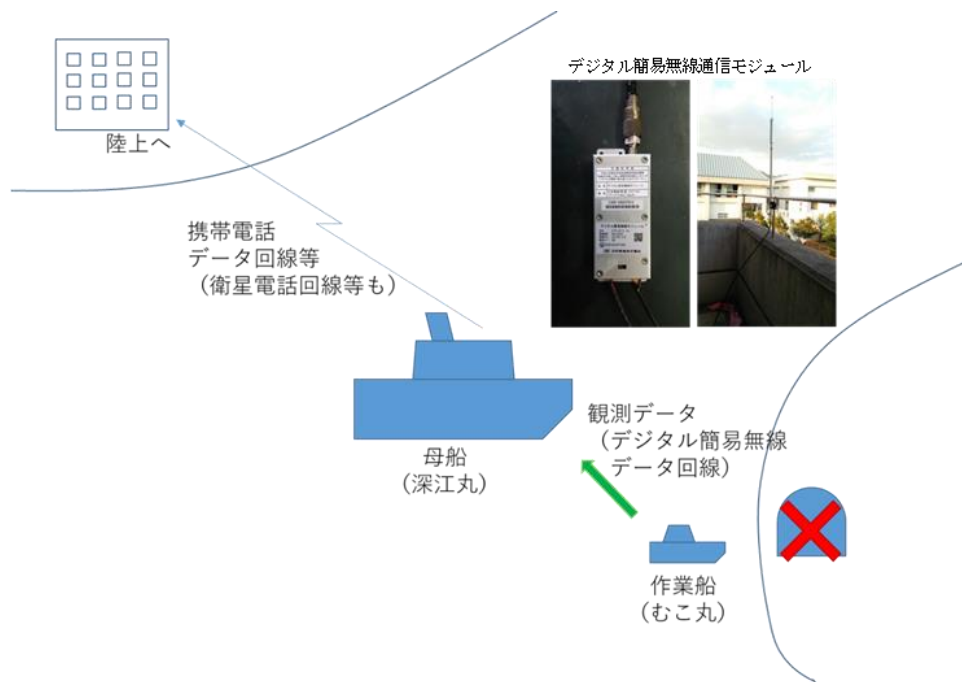 デジタル簡易無線通信モジュール
陸上へ
携帯電話
データ回線等
（衛星電話回線等も）
観測データ
（デジタル簡易無線
データ回線）
母船
（深江丸）
作業船
（むこ丸）